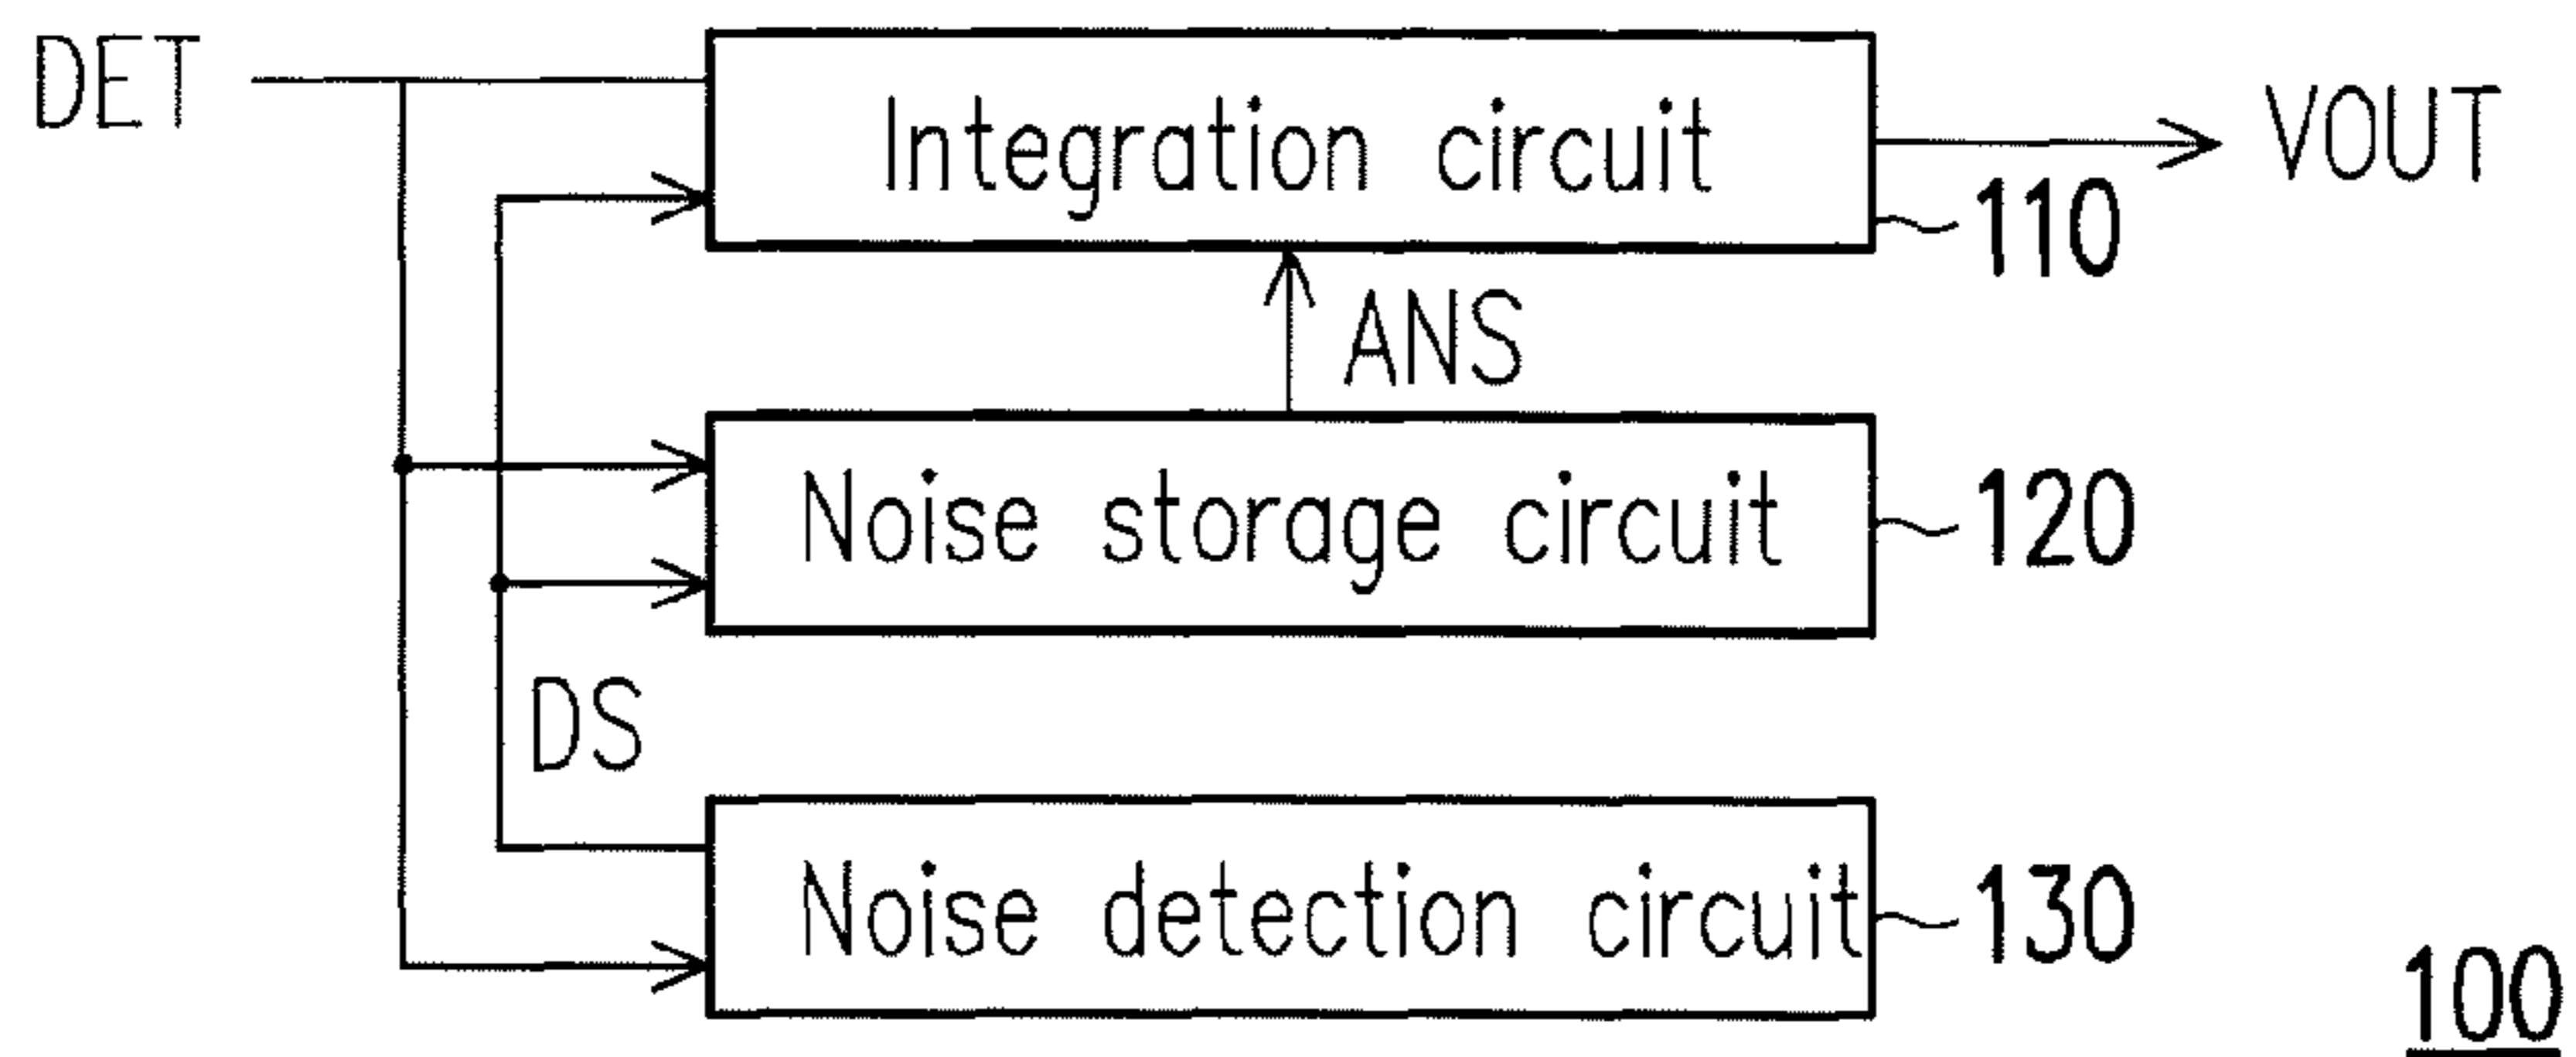 DET
Integration circuit
VOUT
110
ANS
Noise storage circuit
120
DS
Noise detection circuit
130
100